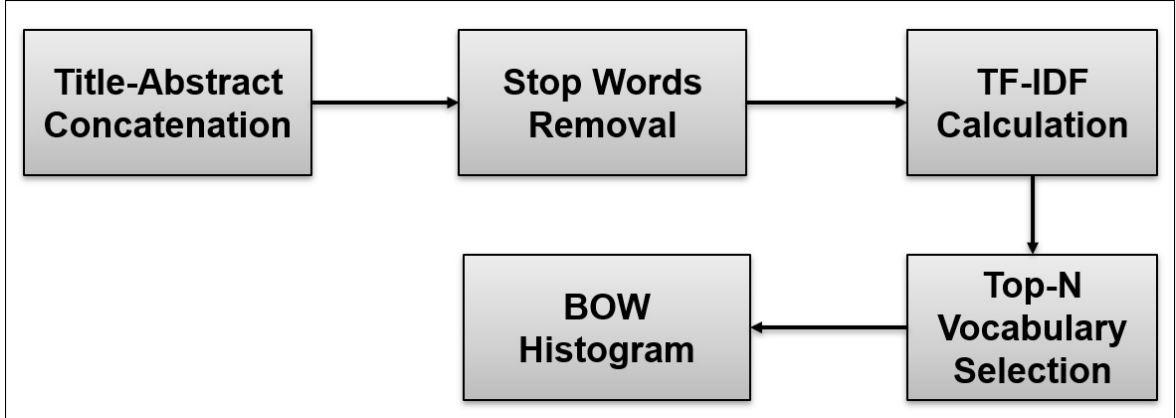 Title-Abstract
Concatenation
Stop Words
Removal
TF-IDF
Calculation
Top-N
Vocabulary
Selection
BOW
Histogram